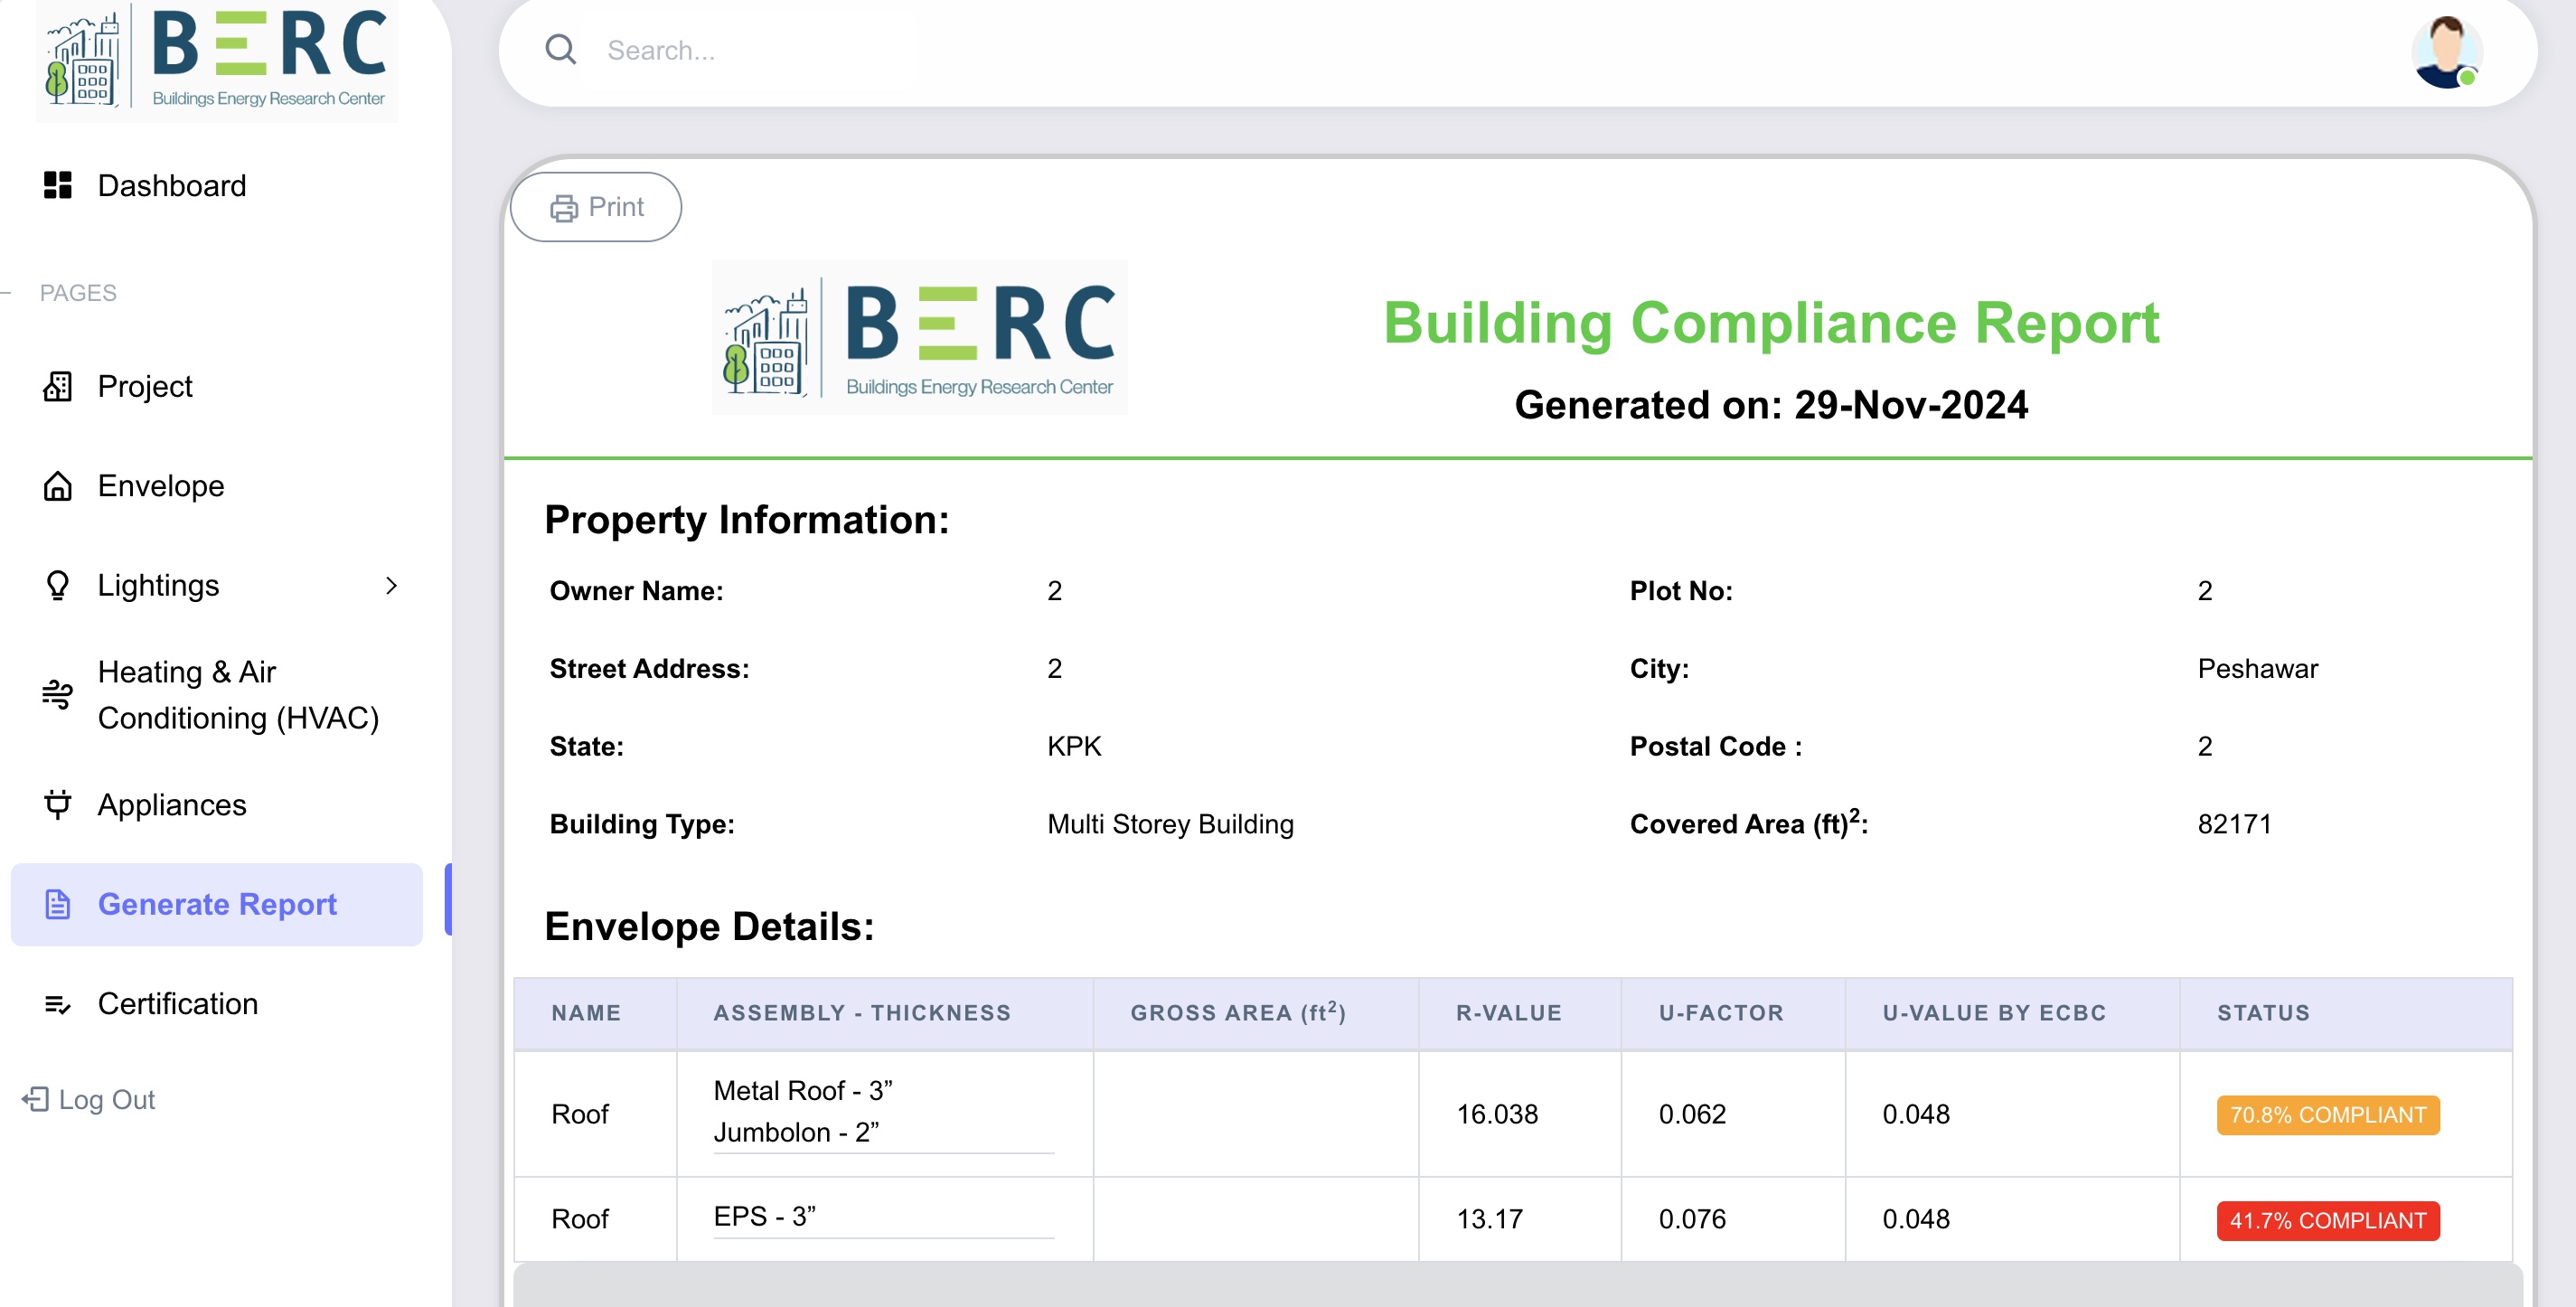 BERC
Buildings Energy Research Center
Search...
Dashboard
PAGES
Project
Envelope
Lightings
Heating & Air
Conditioning (HVAC)
Appliances
Generate Report
Certification
Log Out
Print
BERC
Buildings Energy Research Center
Building Compliance Report
Generated on: 29-Nov-2024
Property Information:
Owner Name: 2 Plot No: 2
Street Address: 2 City: Peshawar
State: KPK Postal Code : 2
Building Type: Multi Storey Building Covered Area (ft)²: 82171
Envelope Details:
NAME ASSEMBLY - THICKNESS GROSS AREA (ft²) R-VALUE U-FACTOR U-VALUE BY ECBC STATUS
Roof Metal Roof - 3” Jumbolon - 2” 16.038 0.062 0.048 70.8% COMPLIANT
Roof EPS - 3” 13.17 0.076 0.048 41.7% COMPLIANT